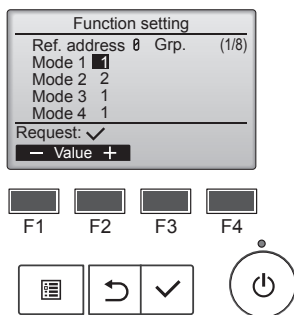 Function setting
Ref. address 0 Grp. (1/8)
Mode 1 1
Mode 2 2
Mode 3 1
Mode 4 1
Request: ✓
− Value +
F1 F2 F3 F4